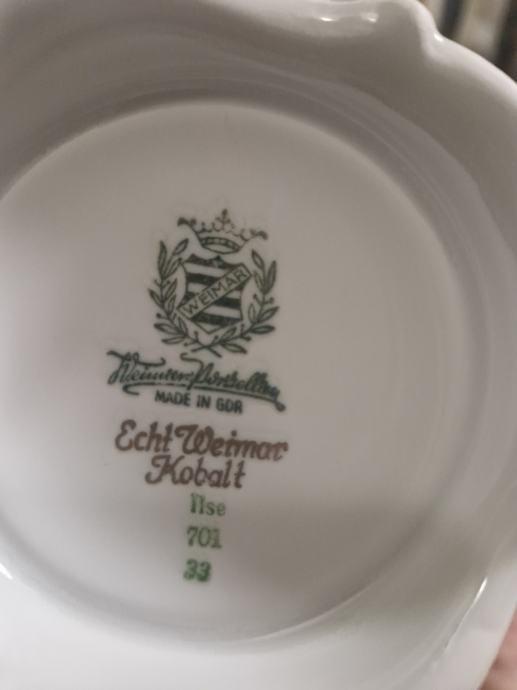 WEIMAR
Weimar Porzellan
MADE IN GDR
Echt Weimar
Kobalt
Ilse
701
33